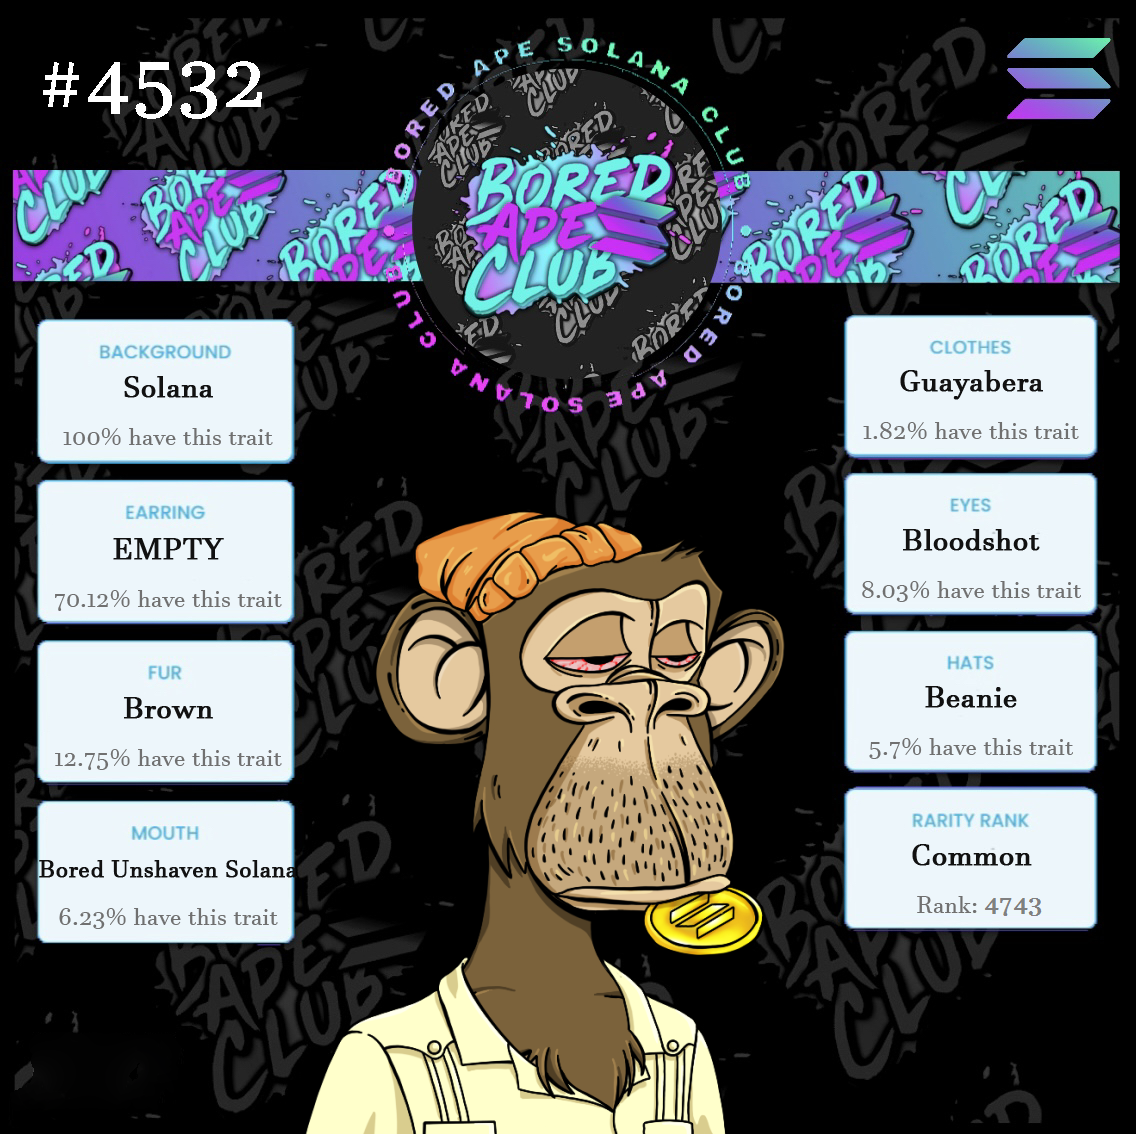 #4532
BORED APE SOLANA CLUB
BORED APE SOLANA CLUB
BORED
APE
CLUB
BACKGROUND
Solana
100% have this trait
EARRING
EMPTY
70.12% have this trait
FUR
Brown
12.75% have this trait
MOUTH
Bored Unshaven Solana
6.23% have this trait
CLOTHES
Guayabera
1.82% have this trait
EYES
Bloodshot
8.03% have this trait
HATS
Beanie
5.7% have this trait
RARITY RANK
Common
Rank: 4743